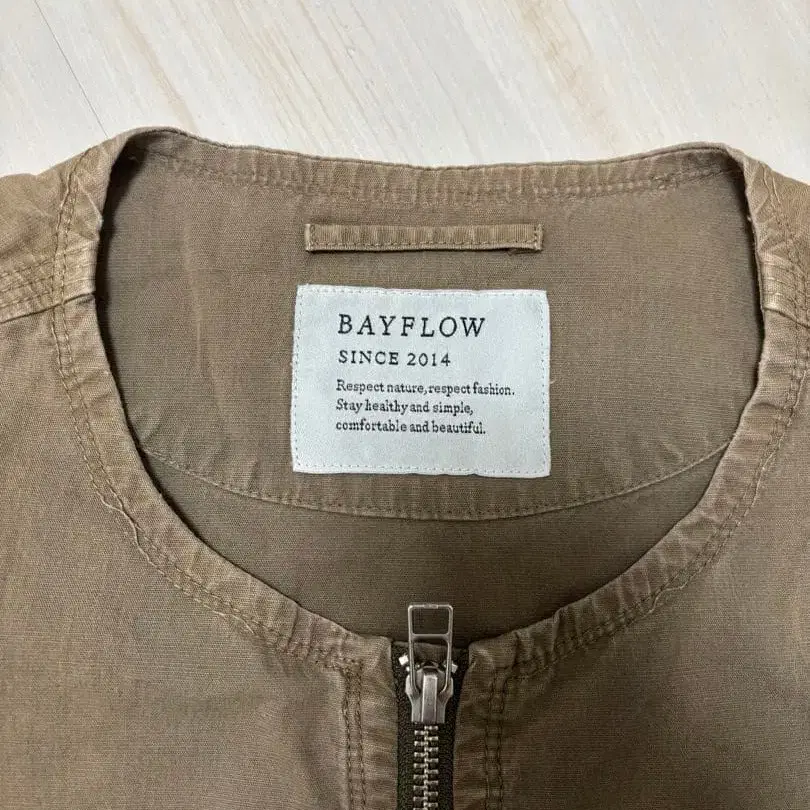 BAYFLOW
SINCE 2014
Respect nature, respect fashion.
Stay healthy and simple,
comfortable and beautiful.